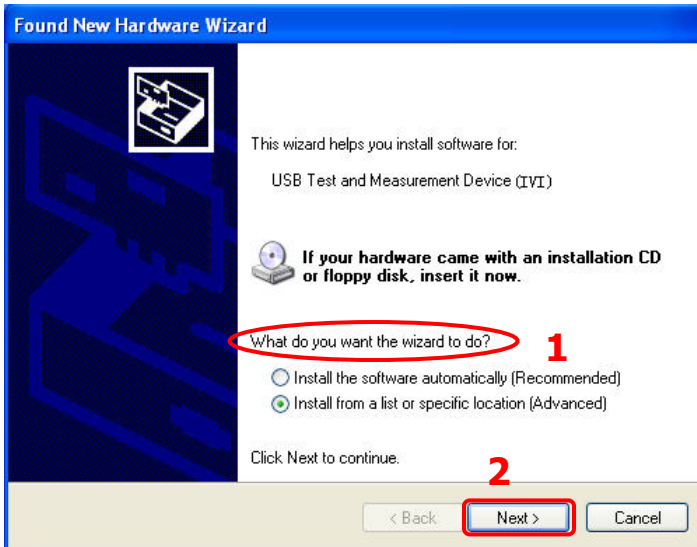 Found New Hardware Wizard
This wizard helps you install software for:
USB Test and Measurement Device (IVI)
If your hardware came with an installation CD
or floppy disk, insert it now.
What do you want the wizard to do?
1
Install the software automatically (Recommended)
Install from a list or specific location (Advanced)
Click Next to continue.
2
< Back
Next >
Cancel